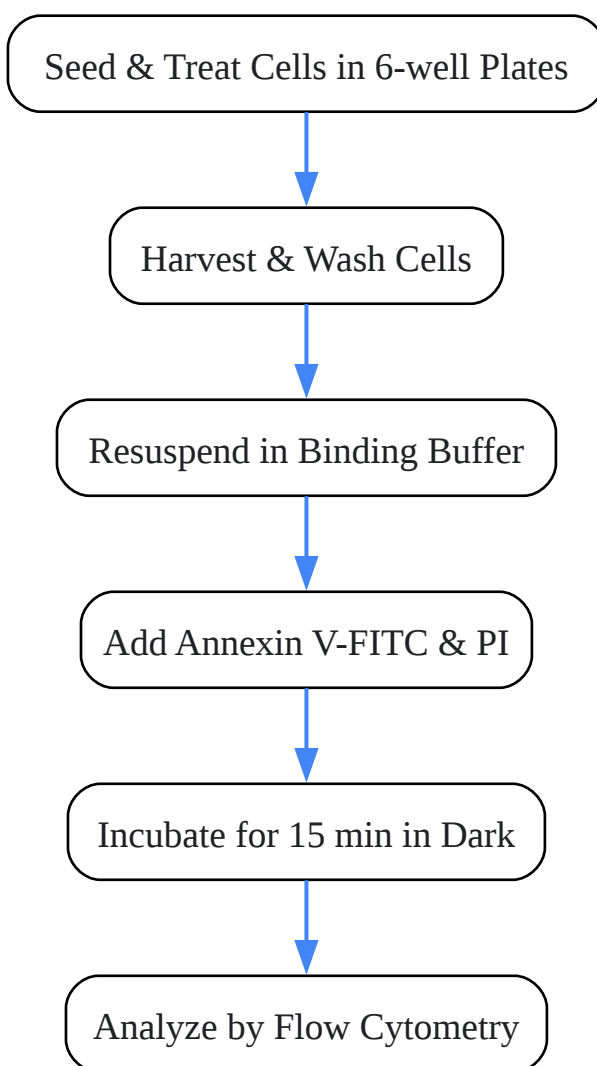 Seed & Treat Cells in 6-well Plates
Harvest & Wash Cells
Resuspend in Binding Buffer
Add Annexin V-FITC & PI
Incubate for 15 min in Dark
Analyze by Flow Cytometry